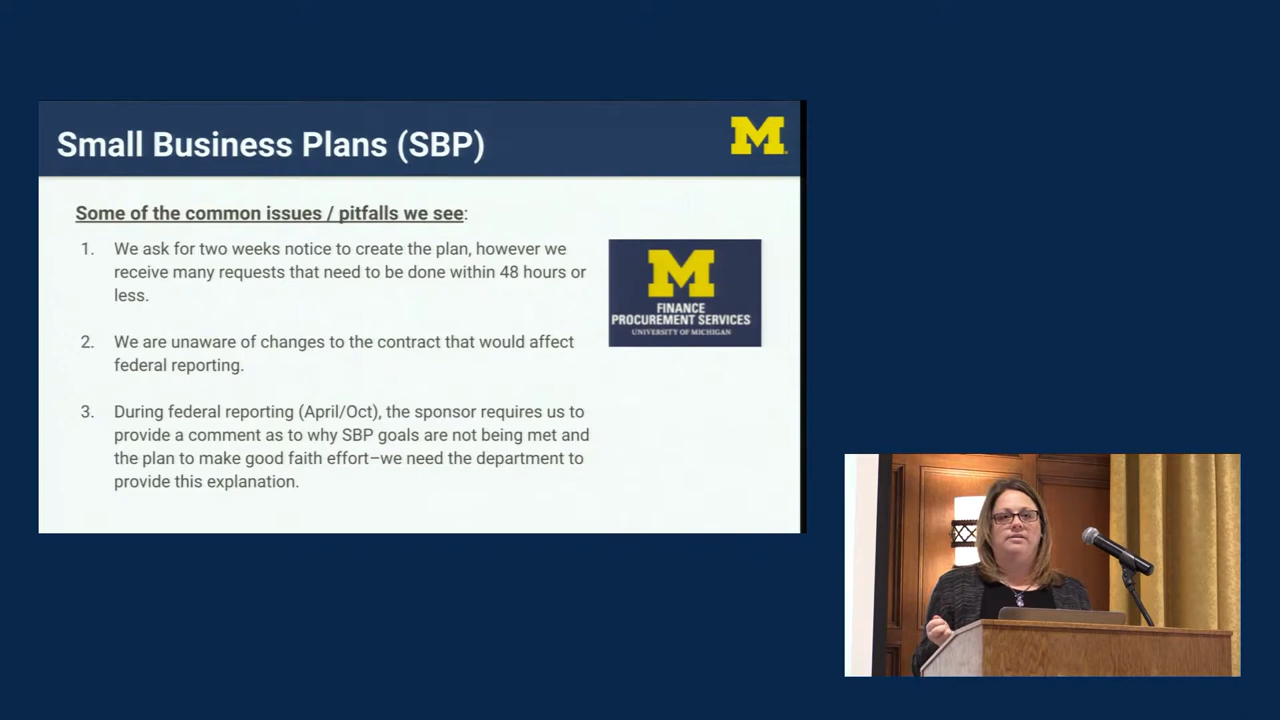 Small Business Plans (SBP)
M
Some of the common issues / pitfalls we see:
1. We ask for two weeks notice to create the plan, however we
receive many requests that need to be done within 48 hours or
less.
2. We are unaware of changes to the contract that would affect
federal reporting.
3. During federal reporting (April/Oct), the sponsor requires us to
provide a comment as to why SBP goals are not being met and
the plan to make good faith effort–we need the department to
provide this explanation.
M
FINANCE
PROCUREMENT SERVICES
UNIVERSITY OF MICHIGAN